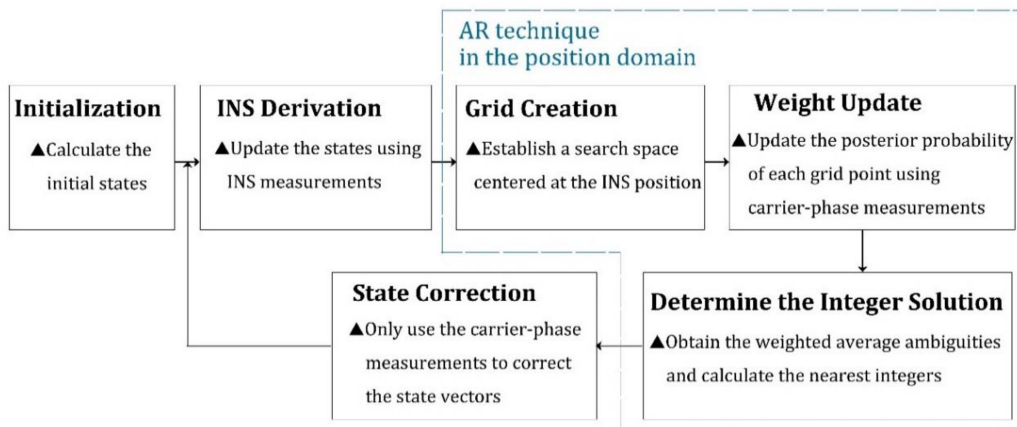 AR technique
in the position domain
Initialization
▲Calculate the
initial states
INS Derivation
▲Update the states using
INS measurements
Grid Creation
▲Establish a search space
centered at the INS position
Weight Update
▲Update the posterior probability
of each grid point using
carrier-phase measurements
Determine the Integer Solution
▲Obtain the weighted average ambiguities
and calculate the nearest integers
State Correction
▲Only use the carrier-phase
measurements to correct
the state vectors